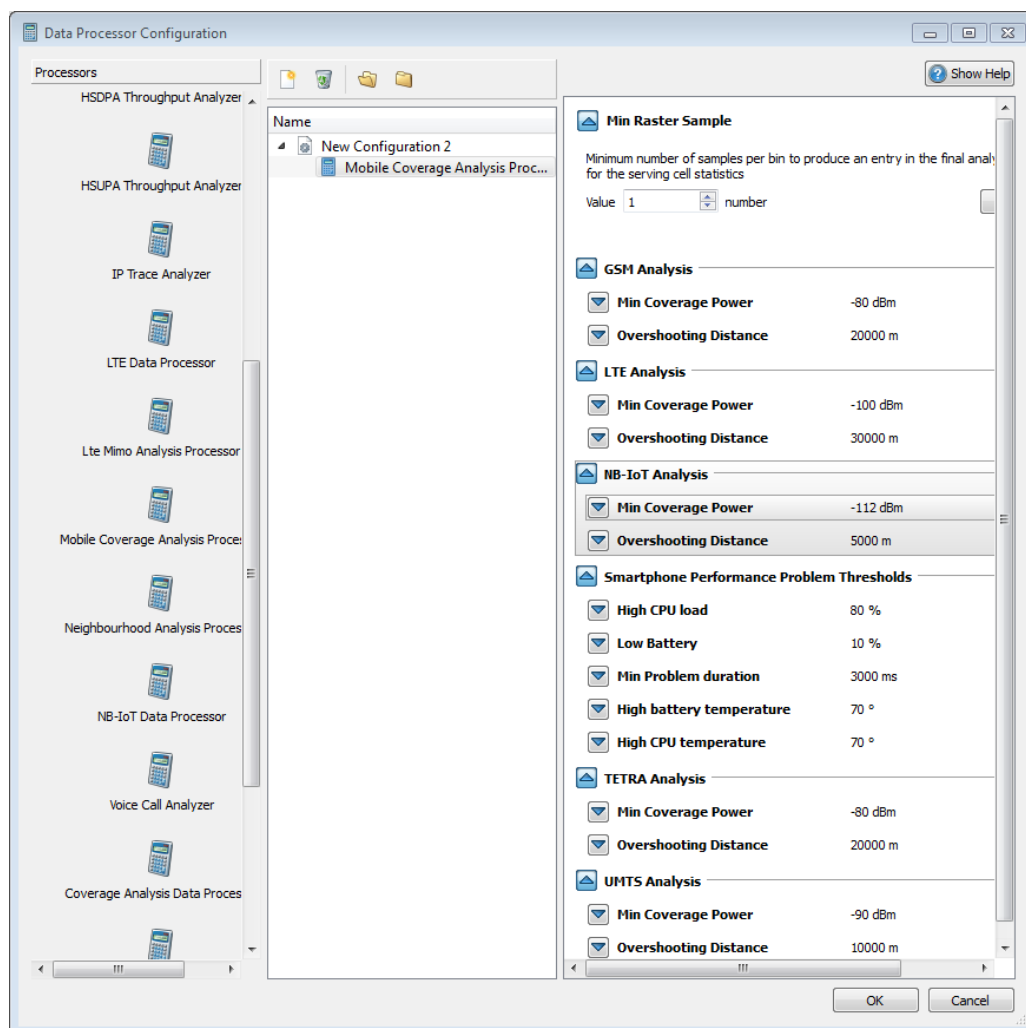 Data Processor Configuration
Processors
HSDPA Throughput Analyzer
HSUPA Throughput Analyzer
IP Trace Analyzer
LTE Data Processor
Lte Mimo Analysis Processor
Mobile Coverage Analysis Proce
Neighbourhood Analysis Proces
NB-IoT Data Processor
Voice Call Analyzer
Coverage Analysis Data Proces
Name
New Configuration 2
Mobile Coverage Analysis Proc...
Show Help
Min Raster Sample
Minimum number of samples per bin to produce an entry in the final analy
for the serving cell statistics
Value 1 number
GSM Analysis
Min Coverage Power -80 dBm
Overshooting Distance 20000 m
LTE Analysis
Min Coverage Power -100 dBm
Overshooting Distance 30000 m
NB-IoT Analysis
Min Coverage Power -112 dBm
Overshooting Distance 5000 m
Smartphone Performance Problem Thresholds
High CPU load 80 %
Low Battery 10 %
Min Problem duration 3000 ms
High battery temperature 70 °
High CPU temperature 70 °
TETRA Analysis
Min Coverage Power -80 dBm
Overshooting Distance 20000 m
UMTS Analysis
Min Coverage Power -90 dBm
Overshooting Distance 10000 m
OK Cancel